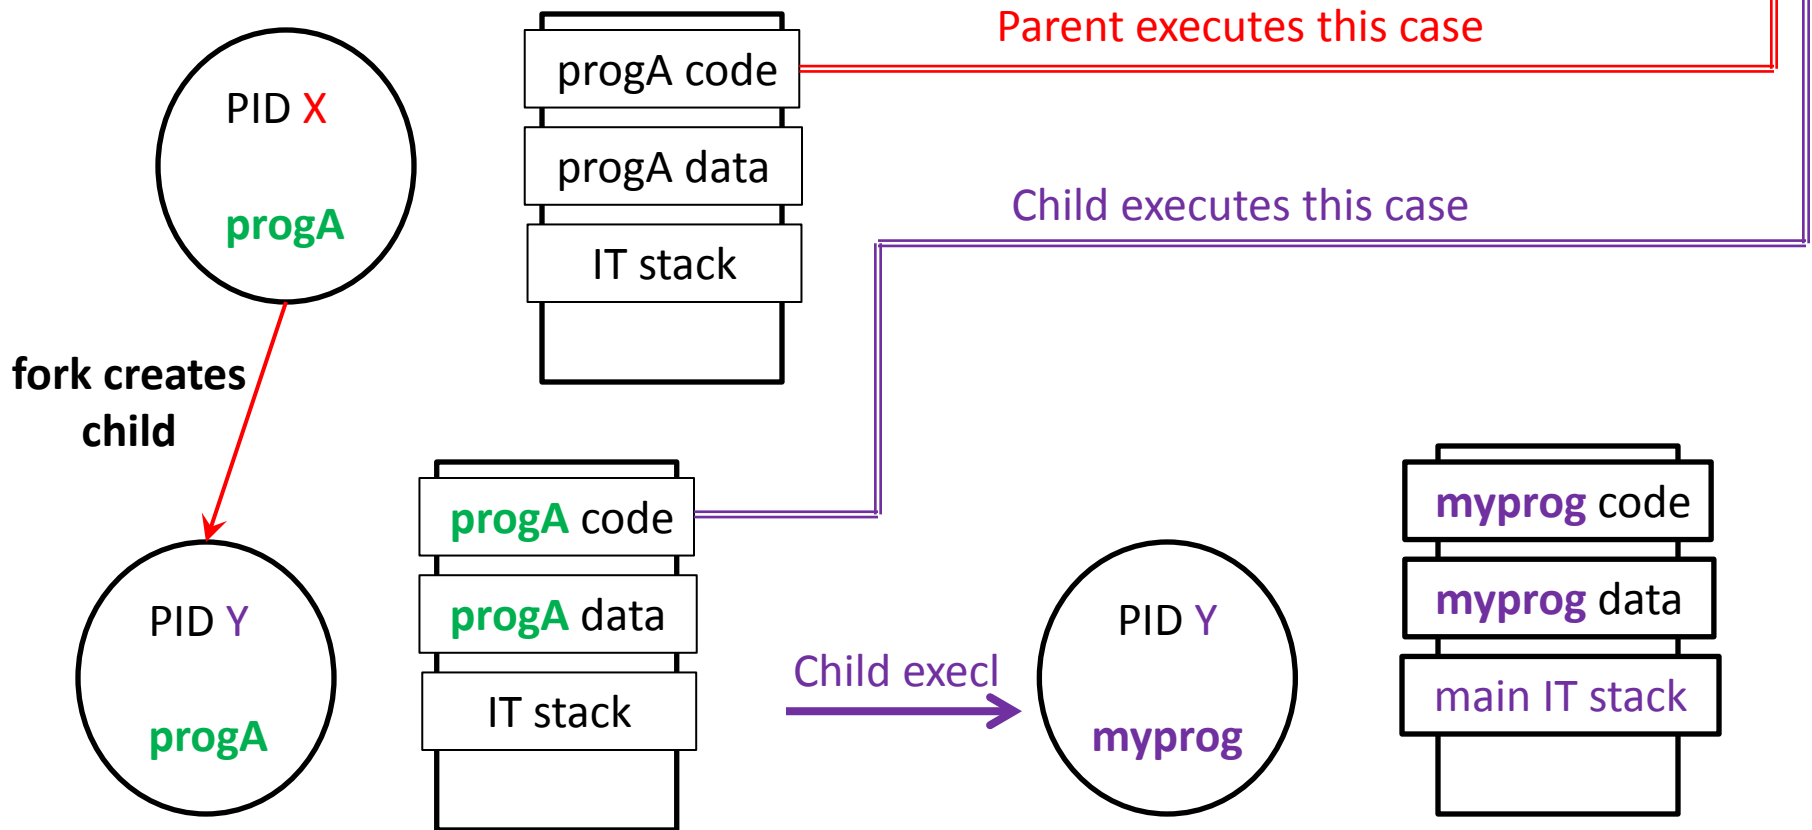 Parent executes this case
PID X
progA
progA code
progA data
IT stack
Child executes this case
fork creates
child
PID Y
progA
progA code
progA data
IT stack
Child execl
PID Y
myprog
myprog code
myprog data
main IT stack